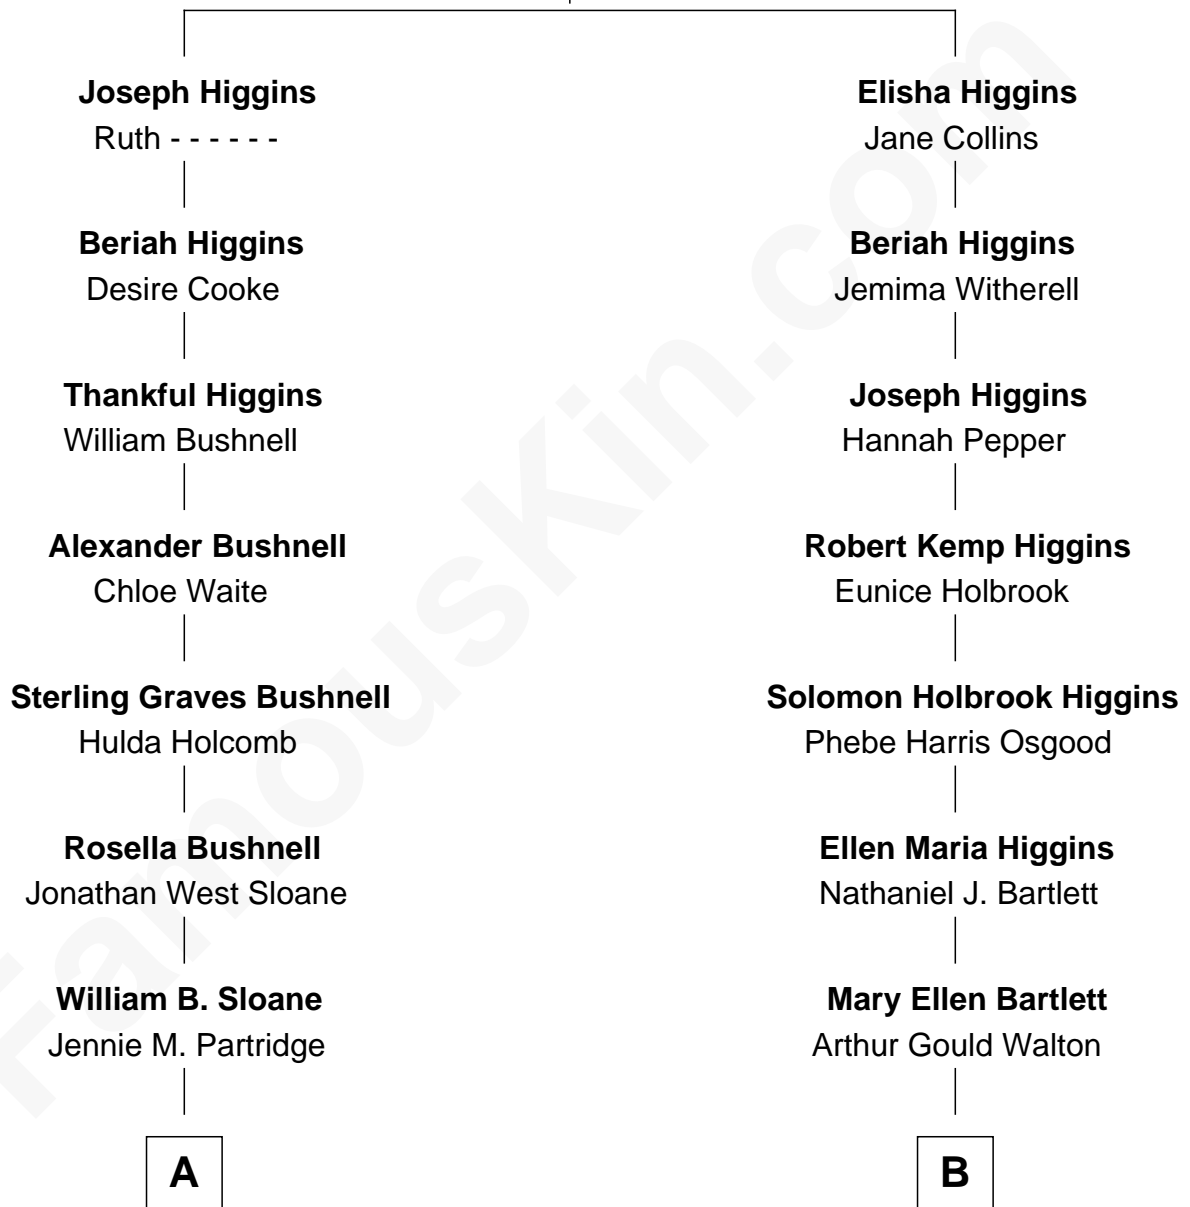 Joseph Higgins
Ruth - - - - - -
Beriah Higgins
Desire Cooke
Thankful Higgins
William Bushnell
Alexander Bushnell
Chloe Waite
Sterling Graves Bushnell
Hulda Holcomb
Rosella Bushnell
Jonathan West Sloane
William B. Sloane
Jennie M. Partridge
A
Elisha Higgins
Jane Collins
Beriah Higgins
Jemima Witherell
Joseph Higgins
Hannah Pepper
Robert Kemp Higgins
Eunice Holbrook
Solomon Holbrook Higgins
Phebe Harris Osgood
Ellen Maria Higgins
Nathaniel J. Bartlett
Mary Ellen Bartlett
Arthur Gould Walton
B
FamousKin.com